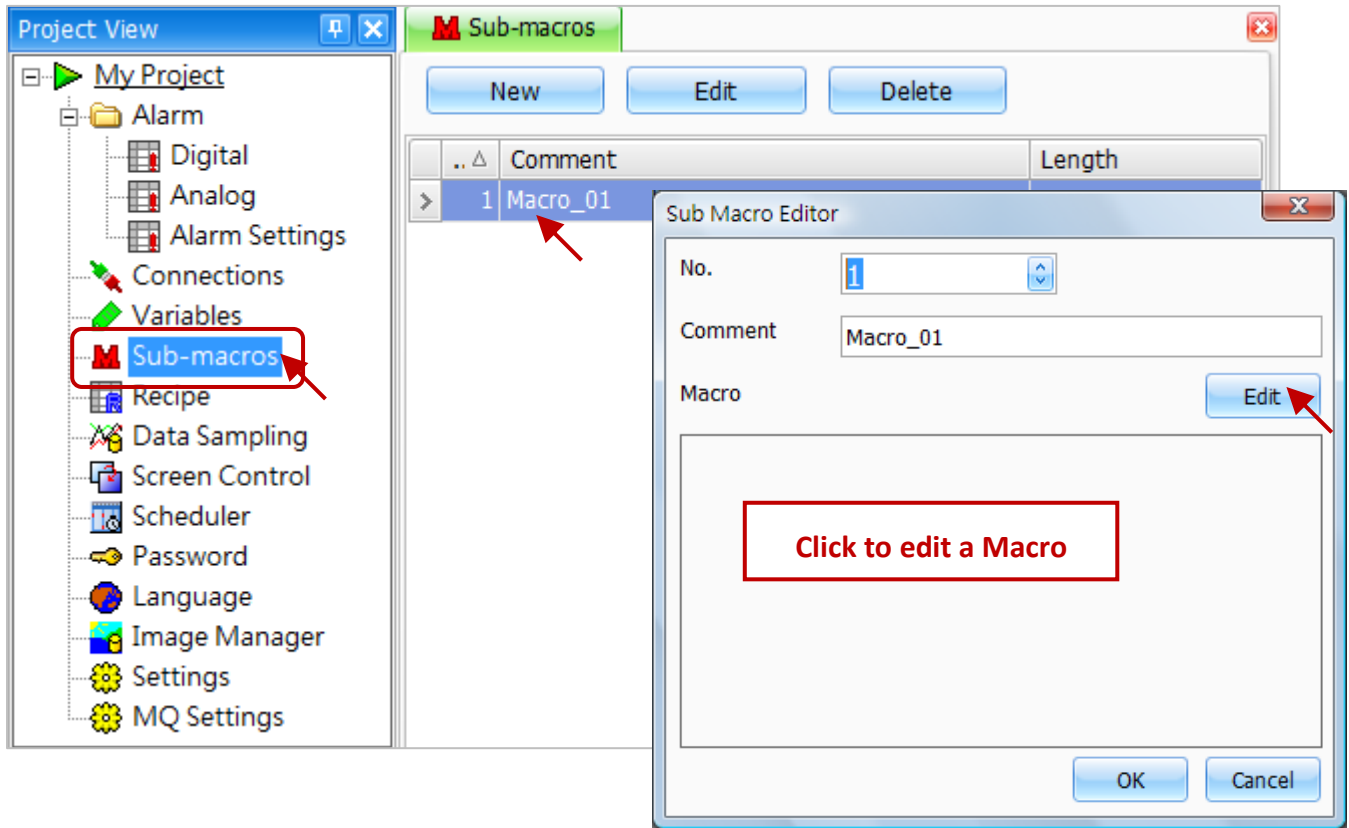 Project View
My Project
Alarm
Digital
Analog
Alarm Settings
Connections
Variables
Sub-macros
Recipe
Data Sampling
Screen Control
Scheduler
Password
Language
Image Manager
Settings
MQ Settings
Sub-macros
New Edit Delete
.. Comment Length
1 Macro_01
Sub Macro Editor
No. 1
Comment Macro_01
Macro Edit
Click to edit a Macro
OK Cancel